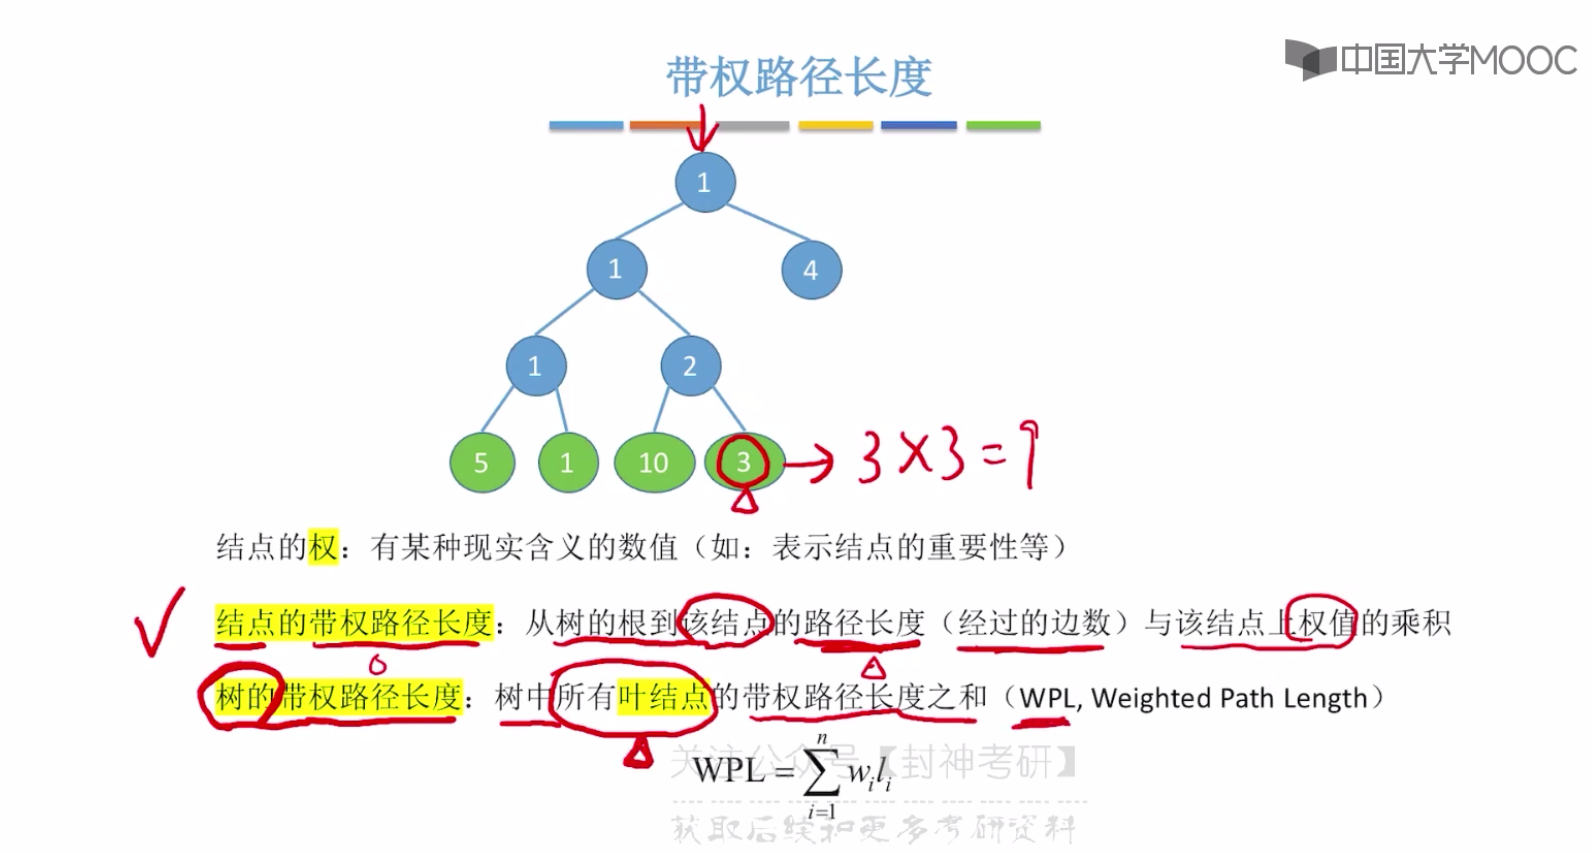 中国大学MOOC
带权路径长度
1
1 4
1 2
5 1 10 3 → 3×3=9
结点的权：有某种现实含义的数值（如：表示结点的重要性等）
结点的带权路径长度：从树的根到该结点的路径长度（经过的边数）与该结点上权值的乘积
树的带权路径长度：树中所有叶结点的带权路径长度之和（WPL, Weighted Path Length）
关注公众号【封神考研】
WPL = ∑ⁿᵢ₌₁ wᵢlᵢ
获取后续和更多考研资料